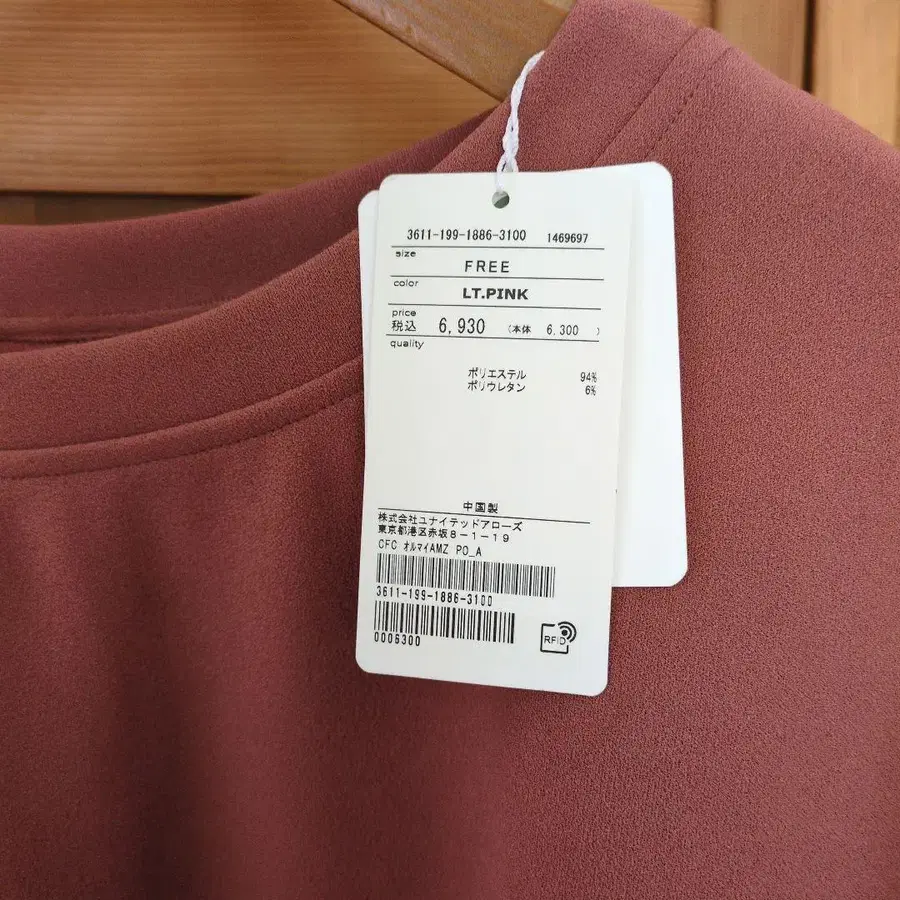 3611-199-1886-3100 1469697
size
FREE
color
LT.PINK
price
税込 6,930 (本体 6,300 )
quality
ポリエステル 94%
ポリウレタン 6%
中国製
株式会社ユナイテッドアローズ
東京都港区赤坂8-1-19
CFC オルマイAMZ PO_A
3611-199-1886-3100
0006300
RFID